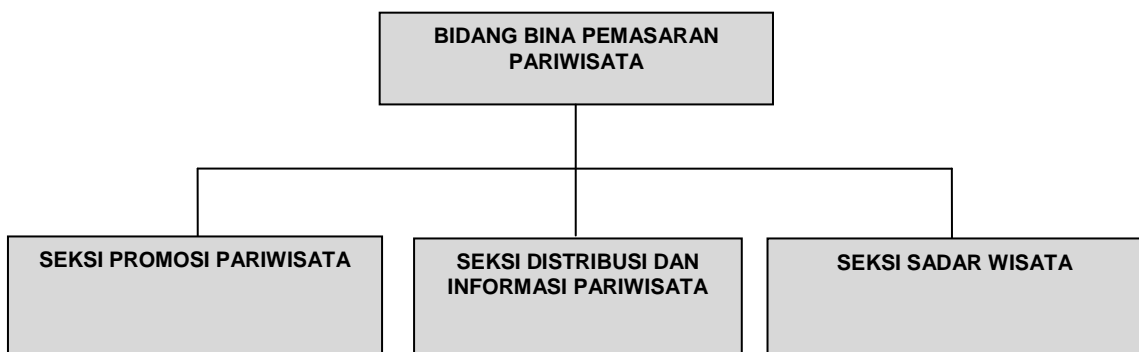 BIDANG BINA PEMASARAN
PARIWISATA
SEKSI PROMOSI PARIWISATA
SEKSI DISTRIBUSI DAN
INFORMASI PARIWISATA
SEKSI SADAR WISATA